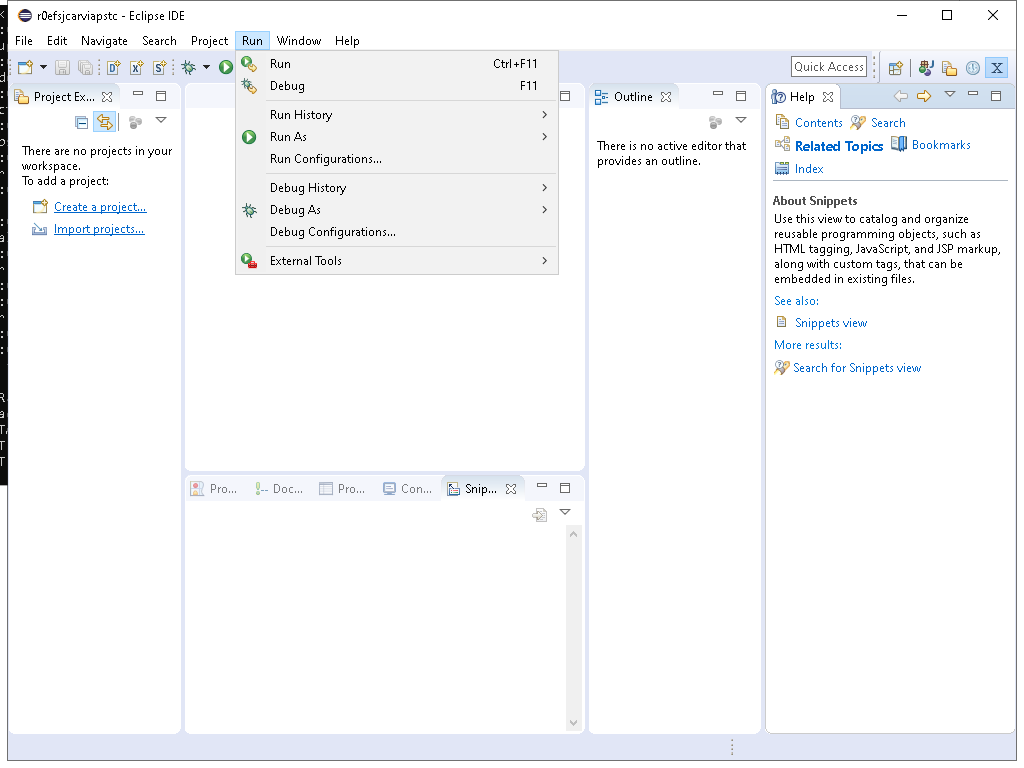 r0efsjcarviapstc - Eclipse IDE
File Edit Navigate Search Project Run Window Help
Quick Access
Run Ctrl+F11
Debug F11
Run History
Run As
Run Configurations...
Debug History
Debug As
Debug Configurations...
External Tools
Project Ex...
There are no projects in your
workspace.
To add a project:
Create a project...
Import projects...
Outline
There is no active editor that
provides an outline.
Help
Contents Search
Related Topics Bookmarks
Index
About Snippets
Use this view to catalog and organize
reusable programming objects, such as
HTML tagging, JavaScript, and JSP markup,
along with custom tags, that can be
embedded in existing files.
See also:
Snippets view
More results:
Search for Snippets view
Pro... Doc... Pro... Con... Snip...